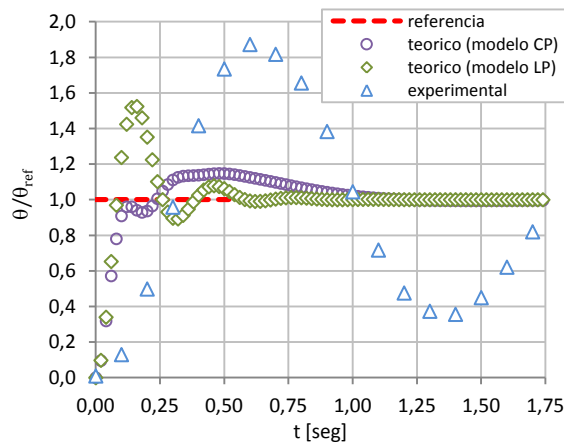 referencia
teorico (modelo CP)
teorico (modelo LP)
experimental
2,0
1,8
1,6
1,4
1,2
1,0
0,8
0,6
0,4
0,2
0,0
θ/θref
0,00 0,25 0,50 0,75 1,00 1,25 1,50 1,75
t [seg]